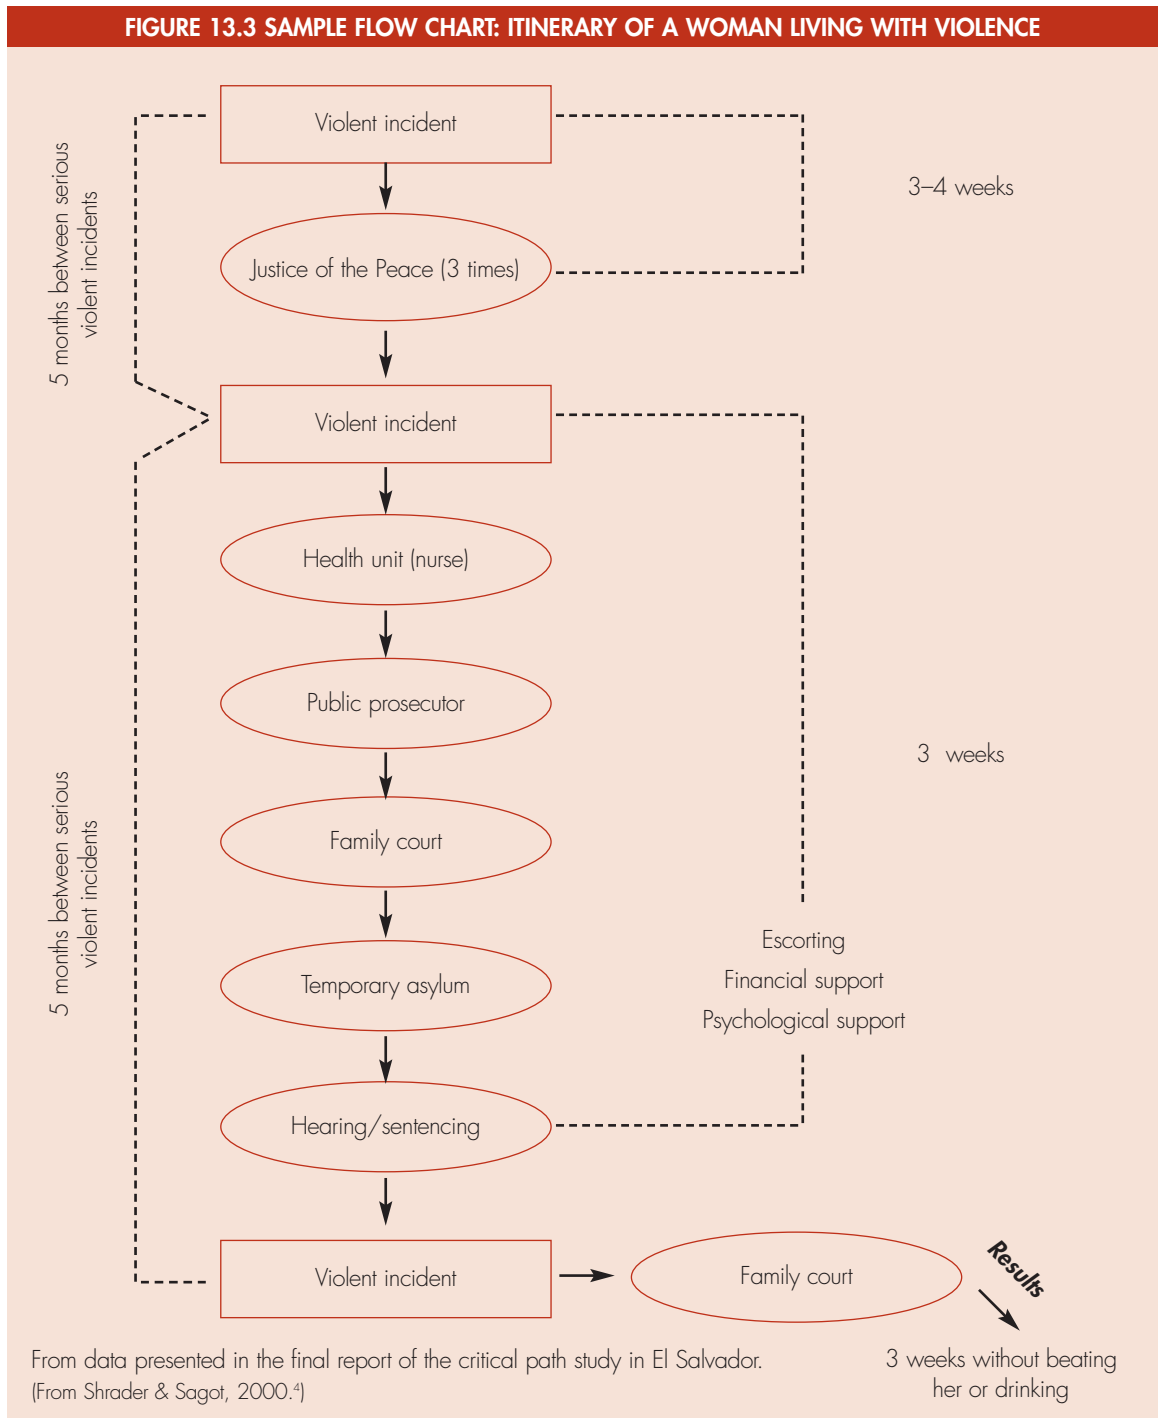 FIGURE 13.3 SAMPLE FLOW CHART: ITINERARY OF A WOMAN LIVING WITH VIOLENCE
Violent incident
5 months between serious
violent incidents
3–4 weeks
Justice of the Peace (3 times)
Violent incident
Health unit (nurse)
Public prosecutor
3 weeks
5 months between serious
violent incidents
Family court
Escorting
Financial support
Psychological support
Temporary asylum
Hearing/sentencing
Violent incident
Family court
Results
3 weeks without beating
her or drinking
From data presented in the final report of the critical path study in El Salvador.
(From Shrader & Sagot, 2000.4)